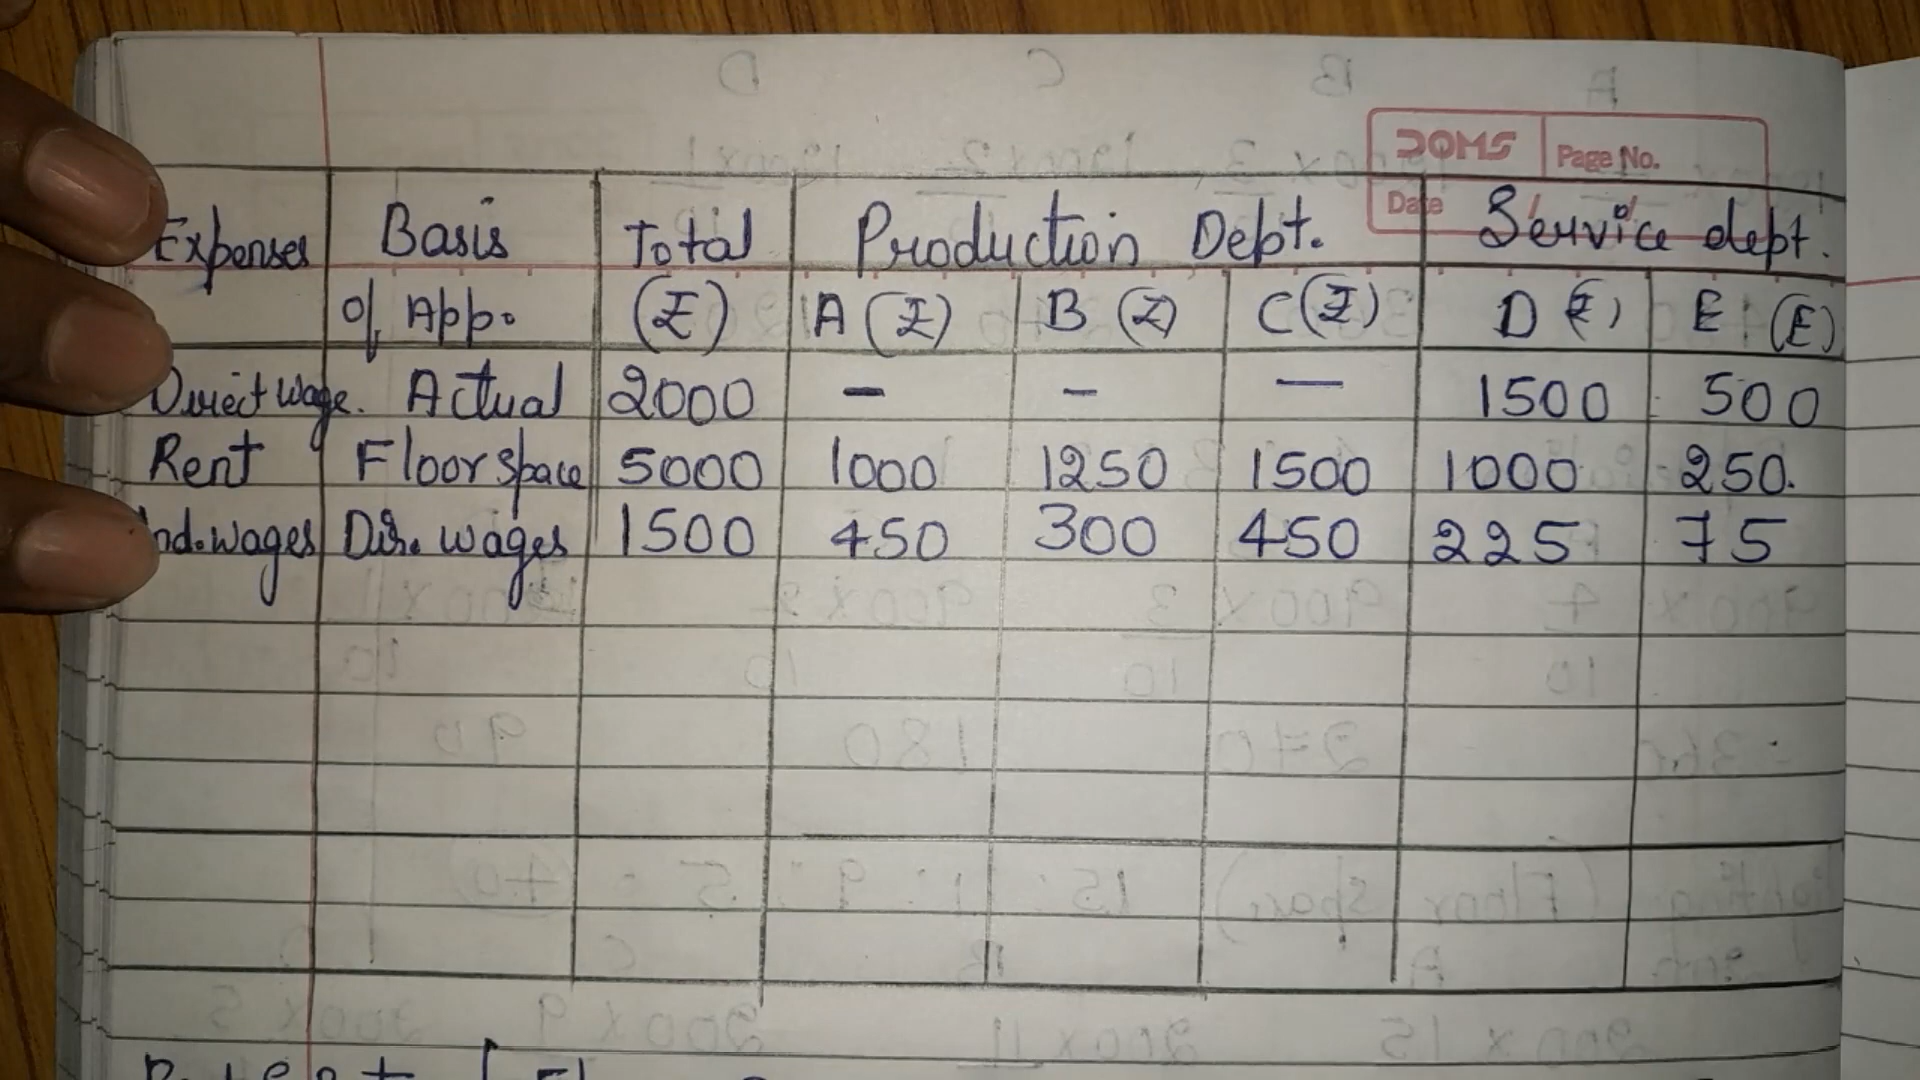 DOMS Page No.
Date
Expenses Basis Total Production Dept. Service dept.
of App. (₹) A (₹) B (₹) C (₹) D (₹) E (₹)
Direct wage. Actual 2000 – – — 1500 500
Rent Floor space 5000 1000 1250 1500 1000 250.
Ind. wages Dir. wages 1500 450 300 450 225 75